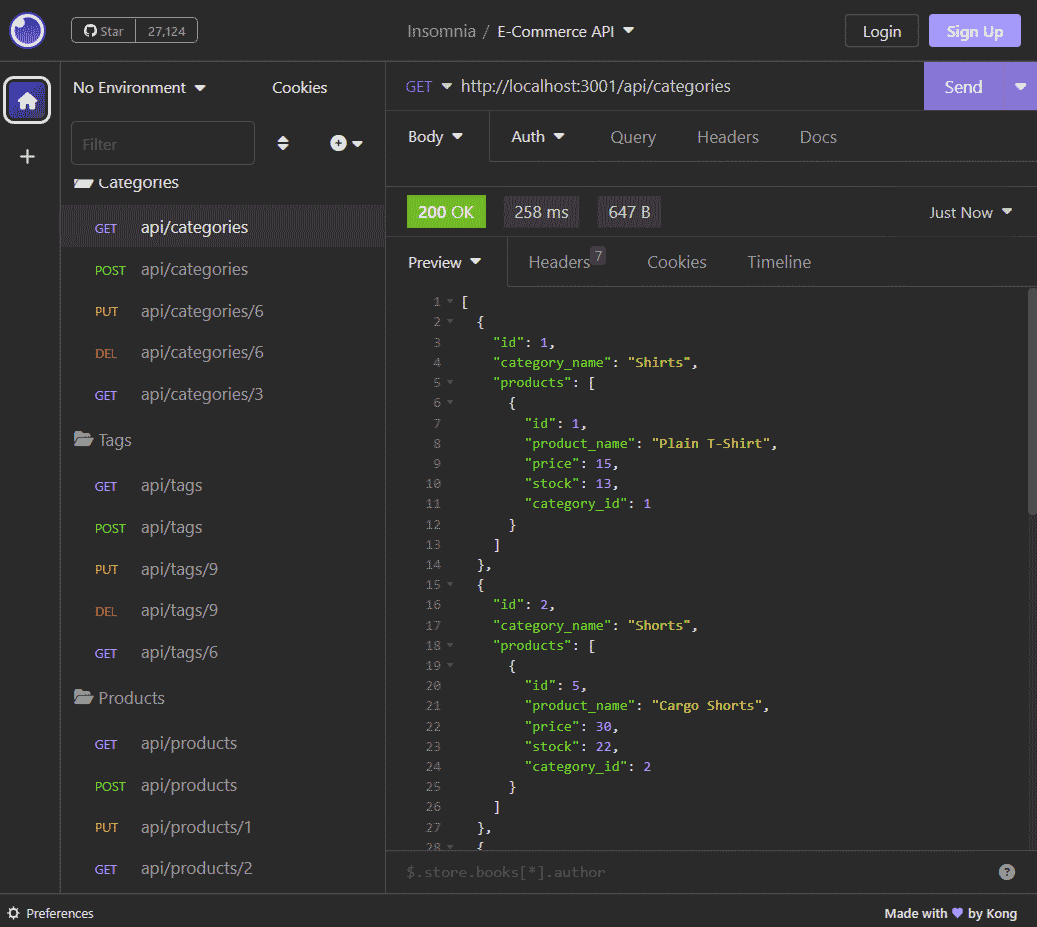 Star 27,124
Insomnia / E-Commerce API
Login
Sign Up
No Environment
Cookies
Filter
Categories
GET api/categories
POST api/categories
PUT api/categories/6
DEL api/categories/6
GET api/categories/3
Tags
GET api/tags
POST api/tags
PUT api/tags/9
DEL api/tags/9
GET api/tags/6
Products
GET api/products
POST api/products
PUT api/products/1
GET api/products/2
GET http://localhost:3001/api/categories
Send
Body Auth Query Headers Docs
200 OK 258 ms 647 B Just Now
Preview Headers 7 Cookies Timeline
1 [
2 {
3 "id": 1,
4 "category_name": "Shirts",
5 "products": [
6 {
7 "id": 1,
8 "product_name": "Plain T-Shirt",
9 "price": 15,
10 "stock": 13,
11 "category_id": 1
12 }
13 ]
14 },
15 {
16 "id": 2,
17 "category_name": "Shorts",
18 "products": [
19 {
20 "id": 5,
21 "product_name": "Cargo Shorts",
22 "price": 30,
23 "stock": 22,
24 "category_id": 2
25 }
26 ]
27 },
28 {
$.store.books[*].author
Preferences
Made with 💜 by Kong